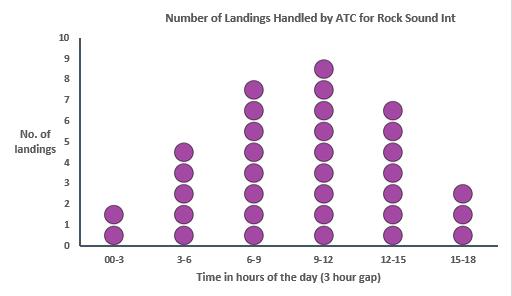 Number of Landings Handled by ATC for Rock Sound Int
10
9
8
7
6
5
4
3
2
1
0
No. of
landings
00-3 3-6 6-9 9-12 12-15 15-18
Time in hours of the day (3 hour gap)